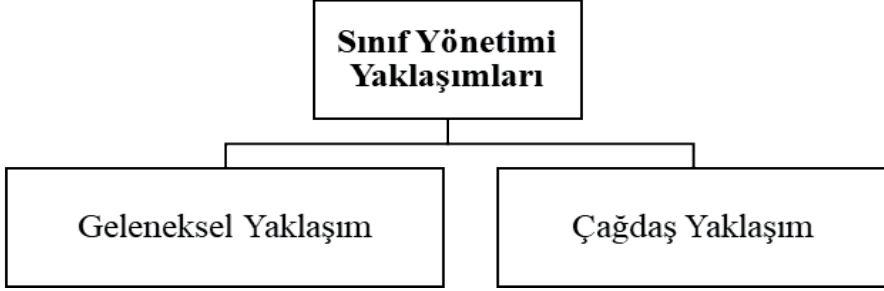 Sınıf Yönetimi
Yaklaşımları
Geleneksel Yaklaşım
Çağdaş Yaklaşım